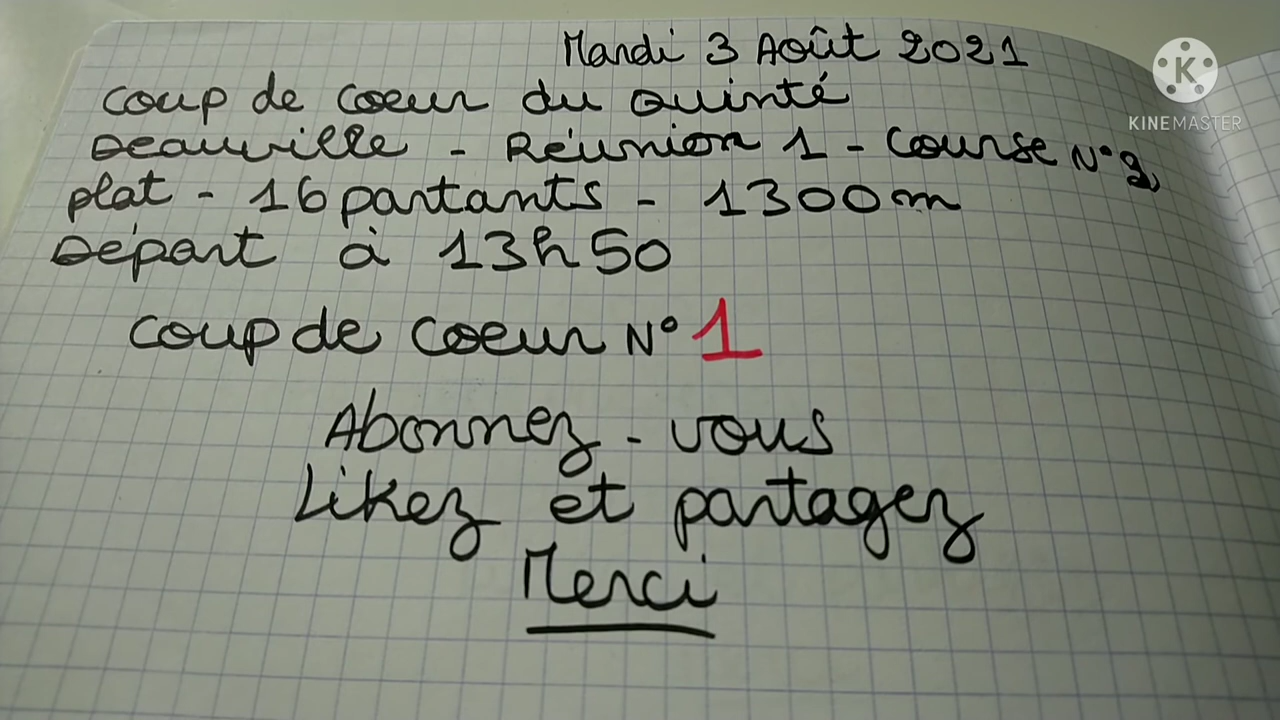 Mardi 3 Août 2021
K
KINEMASTER
coup de coeur du Quinté
Deauville - Réunion 1 - Course N° 2
plat - 16 partants - 1300m
Départ à 13h50
coup de coeur N° 1
Abonnez-vous
Likez et partagez
Merci